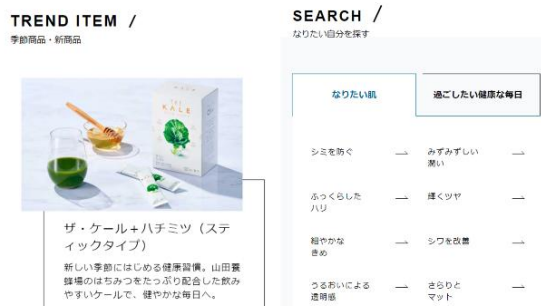 TREND ITEM /
季節商品・新商品
THE
KALE
ザ・ケール+ハチミツ（スティ
ックタイプ）
新しい季節にはじめる健康習慣。山田養
蜂場のはちみつをたっぷり配合した飲み
やすいケールで、健やかな毎日へ。
SEARCH /
なりたい自分を探す
なりたい肌
過ごしたい健康な毎日
シミを防ぐ →
みずみずしい
潤い →
ふっくらした
ハリ →
輝くツヤ →
細やかな
きめ →
シワを改善 →
うるおいによる
透明感 →
さらりと
マット →